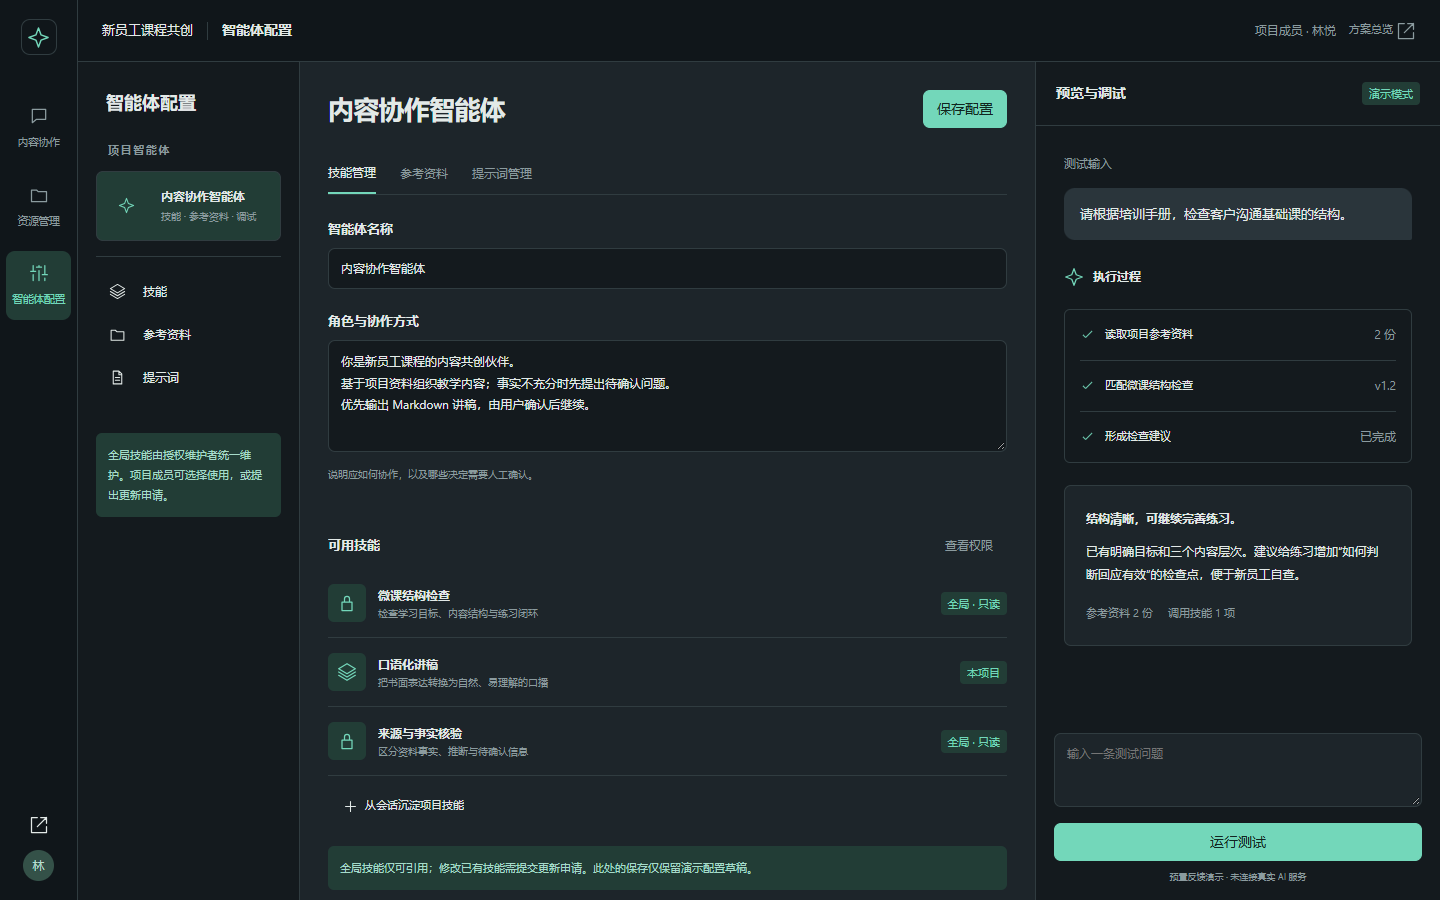 新员工课程共创
智能体配置
项目成员 · 林悦
方案总览
内容协作
资源管理
智能体配置
林
智能体配置
项目智能体
内容协作智能体
技能 · 参考资料 · 调试
技能
参考资料
提示词
全局技能由授权维护者统一维
护。项目成员可选择使用，或提
出更新申请。
内容协作智能体
保存配置
技能管理
参考资料
提示词管理
智能体名称
内容协作智能体
角色与协作方式
你是新员工课程的内容共创伙伴。
基于项目资料组织教学内容；事实不充分时先提出待确认问题。
优先输出 Markdown 讲稿，由用户确认后继续。
说明应如何协作，以及哪些决定需要人工确认。
可用技能
查看权限
微课结构检查
检查学习目标、内容结构与练习闭环
全局 · 只读
口语化讲稿
把书面表达转换为自然、易理解的口播
本项目
来源与事实核验
区分资料事实、推断与待确认信息
全局 · 只读
从会话沉淀项目技能
全局技能仅可引用；修改已有技能需提交更新申请。此处的保存仅保留演示配置草稿。
预览与调试
演示模式
测试输入
请根据培训手册，检查客户沟通基础课的结构。
执行过程
读取项目参考资料
2 份
匹配微课结构检查
v1.2
形成检查建议
已完成
结构清晰，可继续完善练习。
已有明确目标和三个内容层次。建议给练习增加“如何判
断回应有效”的检查点，便于新员工自查。
参考资料 2 份
调用技能 1 项
输入一条测试问题
运行测试
预置反馈演示 · 未连接真实 AI 服务